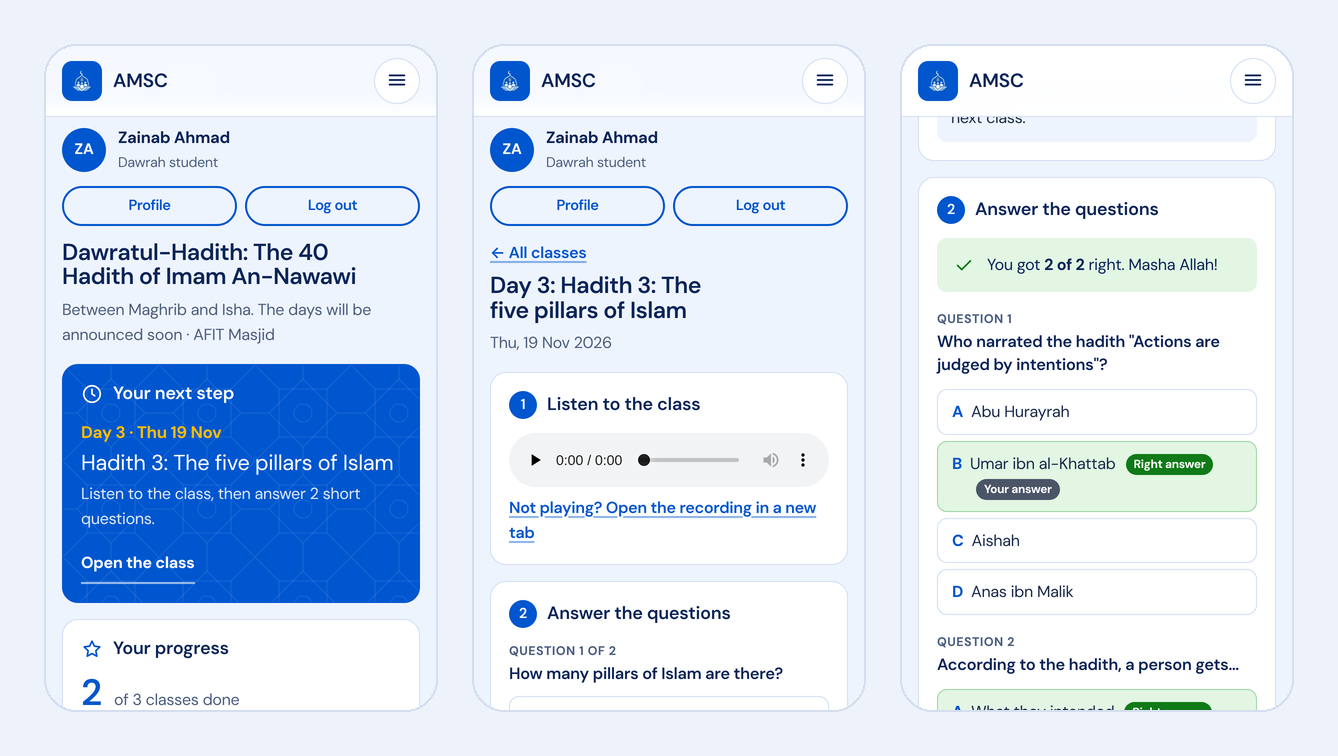 AMSC
ZA
Zainab Ahmad
Dawrah student
Profile
Log out
Dawratul-Hadith: The 40
Hadith of Imam An-Nawawi
Between Maghrib and Isha. The days will be
announced soon · AFIT Masjid
Your next step
Day 3 · Thu 19 Nov
Hadith 3: The five pillars of Islam
Listen to the class, then answer 2 short
questions.
Open the class
Your progress
2 of 3 classes done
AMSC
ZA
Zainab Ahmad
Dawrah student
Profile
Log out
← All classes
Day 3: Hadith 3: The
five pillars of Islam
Thu, 19 Nov 2026
1 Listen to the class
0:00 / 0:00
Not playing? Open the recording in a new
tab
2 Answer the questions
QUESTION 1 OF 2
How many pillars of Islam are there?
AMSC
next class.
2 Answer the questions
You got 2 of 2 right. Masha Allah!
QUESTION 1
Who narrated the hadith "Actions are
judged by intentions"?
A Abu Hurayrah
B Umar ibn al-Khattab Right answer
Your answer
C Aishah
D Anas ibn Malik
QUESTION 2
According to the hadith, a person gets...
A What they intended